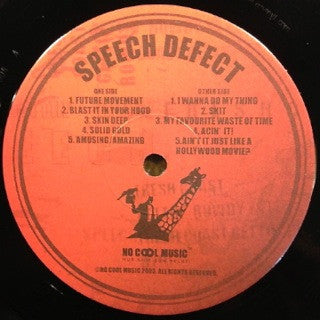 SPEECH DEFECT
ONE SIDE
1. FUTURE MOVEMENT
2. BLAST IT IN YOUR HOOD
3. SKIN DEEP
4. SOLID GOLD
5. AMUSING/AMAZING
OTHER SIDE
1. I WANNA DO MY THING
2. SKIT
3. MY FAVOURITE WASTE OF TIME
4. ACIN' IT!
5. AIN'T IT JUST LIKE A
HOLLYWOOD MOVIE?
NO COOL MUSIC
©NO COOL MUSIC 2003. ALL RIGHTS RESERVED.